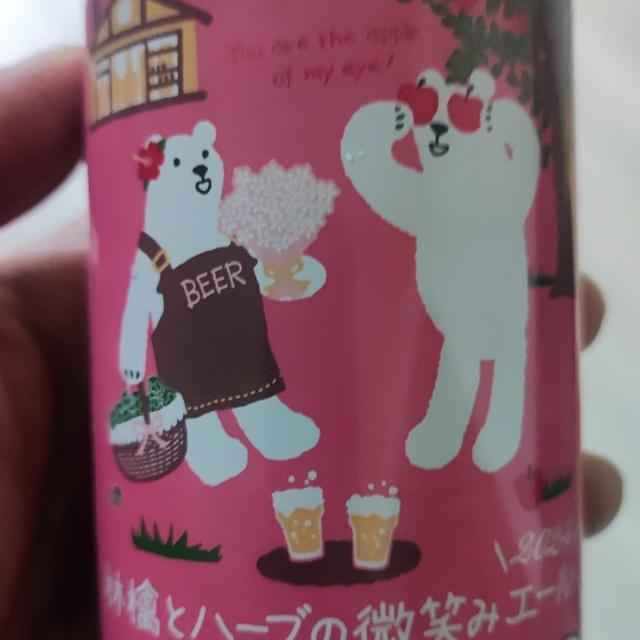 You are the apple
of my eye!
BEER
2024
林檎とハーブの微笑みエール